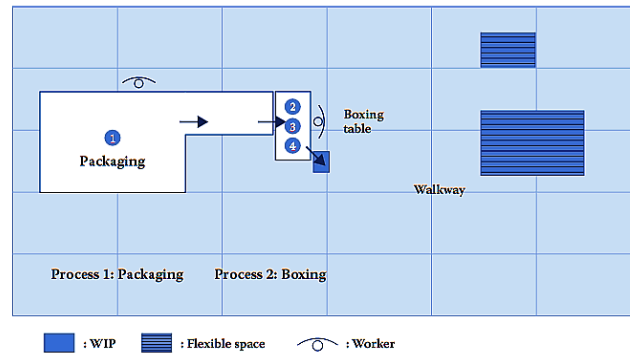 2
Boxing
3
table
1
4
Packaging
Walkway
Process 1: Packaging
Process 2: Boxing
: WIP
: Flexible space
: Worker